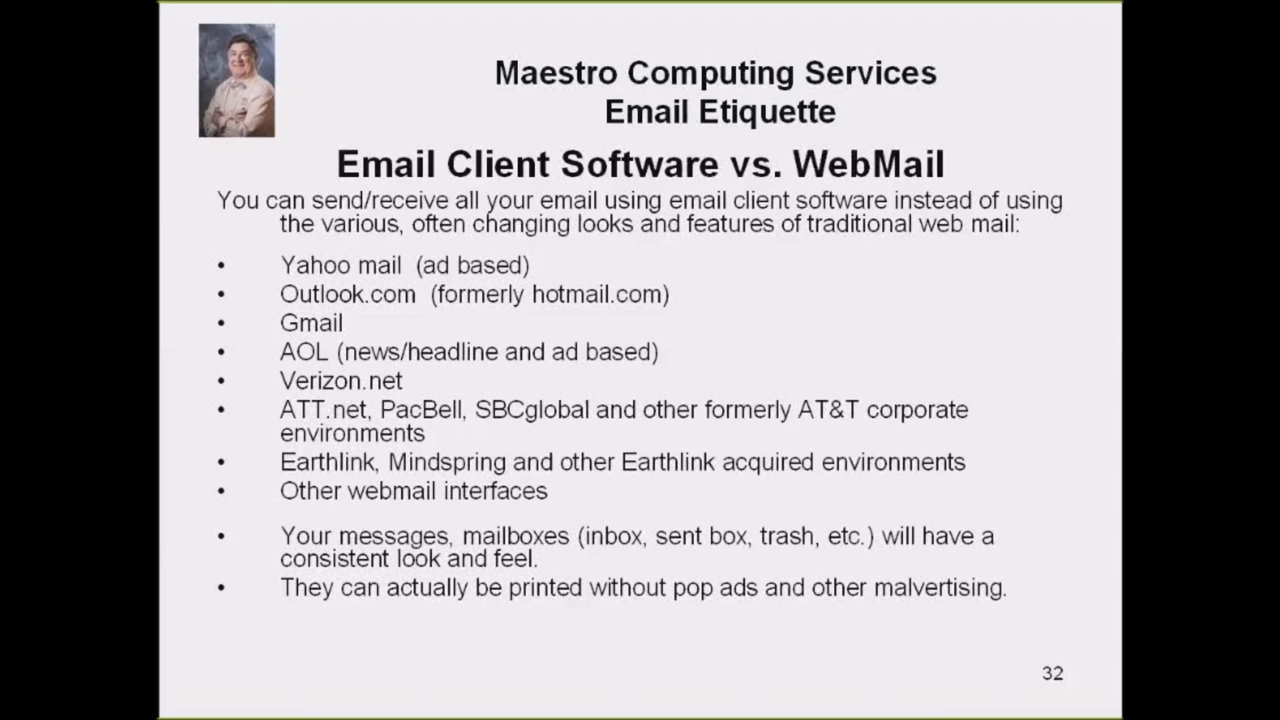 Maestro Computing Services
Email Etiquette
Email Client Software vs. WebMail
You can send/receive all your email using email client software instead of using
the various, often changing looks and features of traditional web mail:
• Yahoo mail (ad based)
• Outlook.com (formerly hotmail.com)
• Gmail
• AOL (news/headline and ad based)
• Verizon.net
• ATT.net, PacBell, SBCglobal and other formerly AT&T corporate
environments
• Earthlink, Mindspring and other Earthlink acquired environments
• Other webmail interfaces
• Your messages, mailboxes (inbox, sent box, trash, etc.) will have a
consistent look and feel.
• They can actually be printed without pop ads and other malvertising.
32